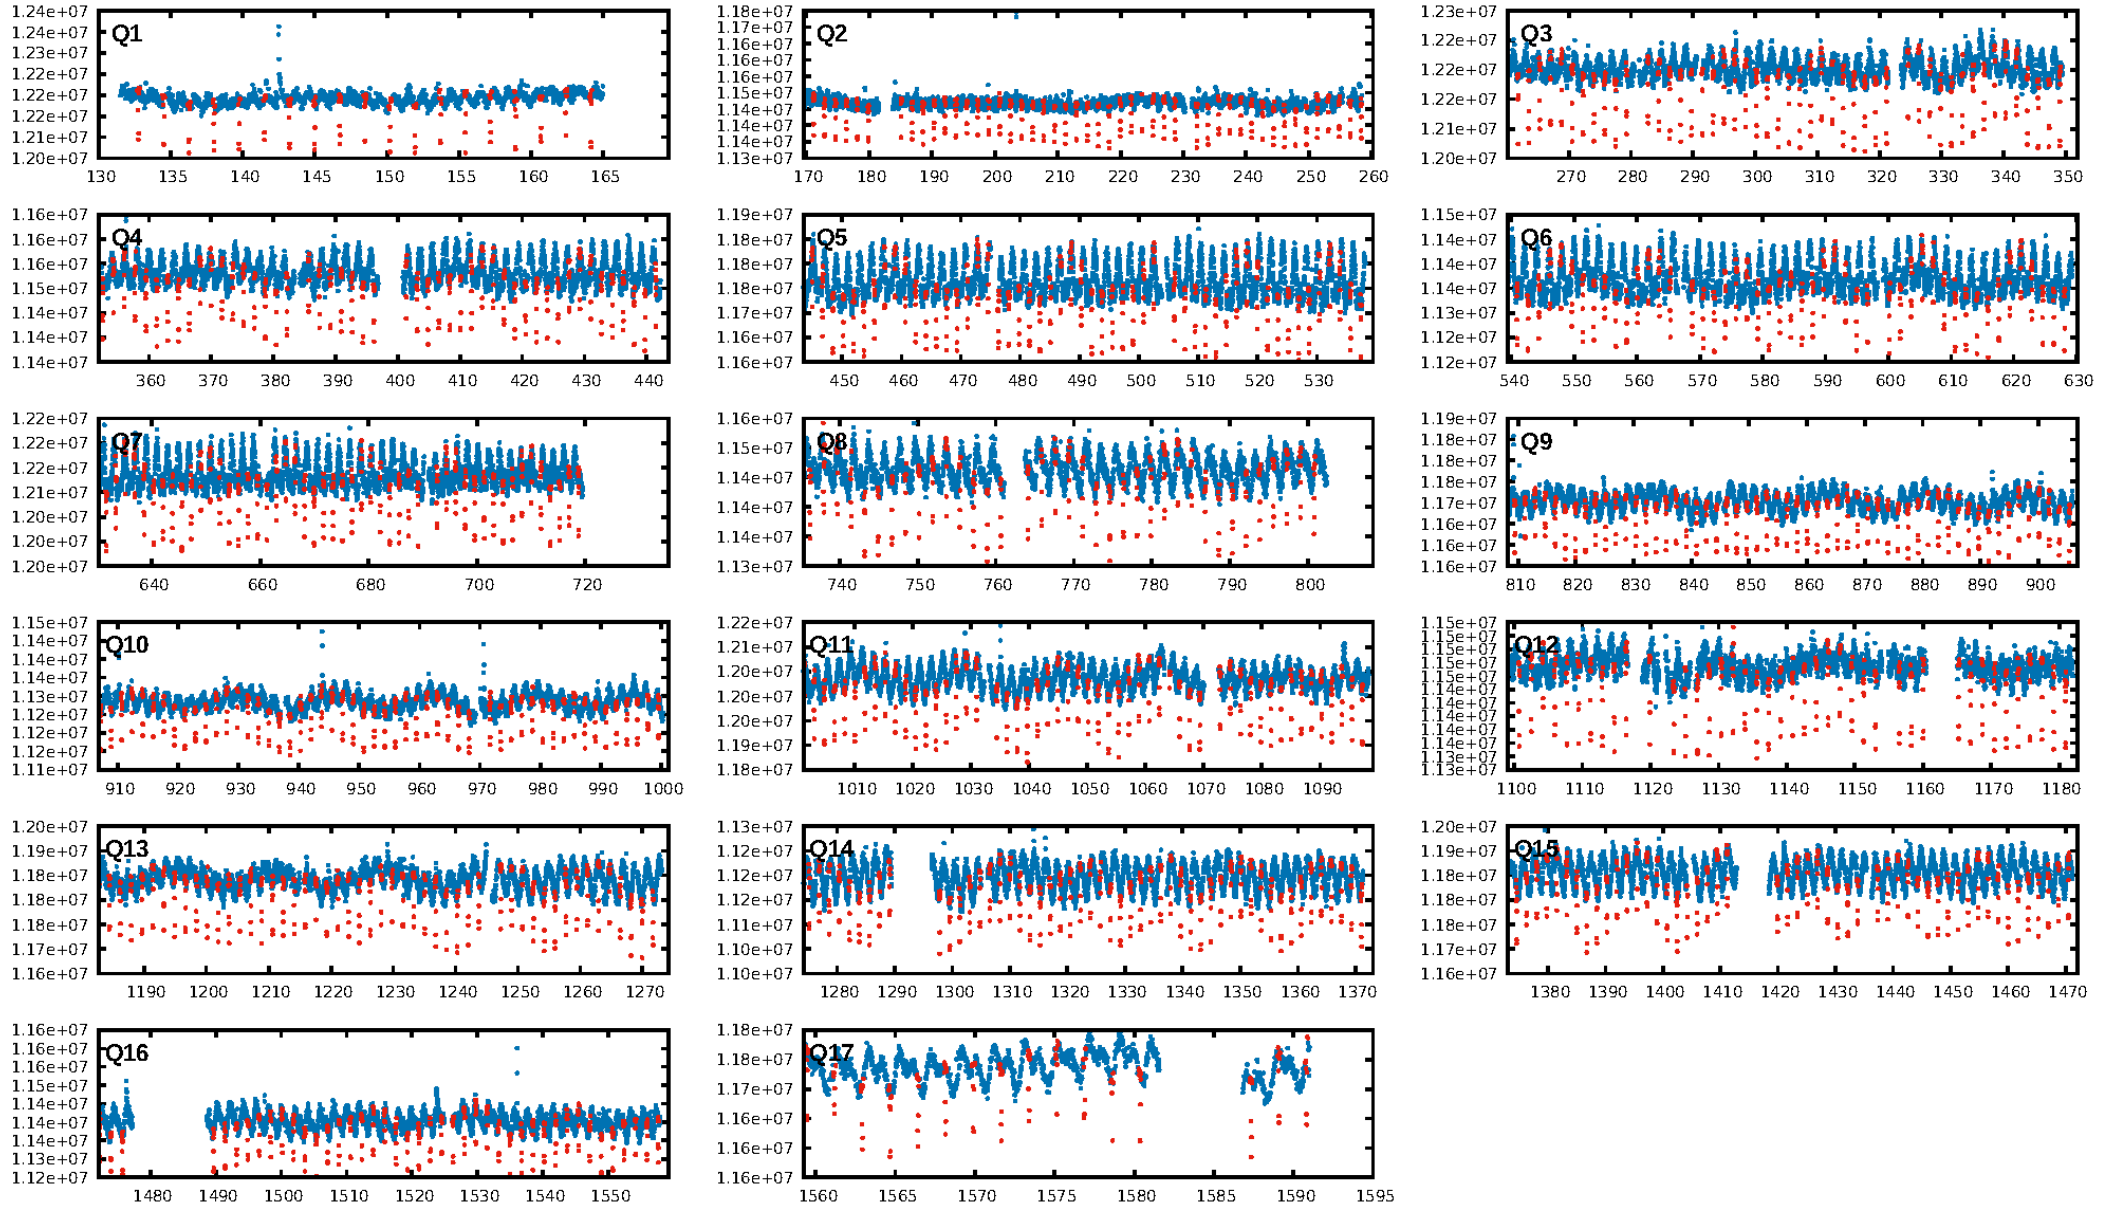 1.24e+07 1.23e+07 1.23e+07 1.22e+07 1.22e+07 1.22e+07 1.21e+07 1.20e+07
Q1
130 135 140 145 150 155 160 165
1.18e+07 1.17e+07 1.16e+07 1.16e+07 1.16e+07 1.15e+07 1.14e+07 1.14e+07 1.14e+07 1.13e+07
Q2
170 180 190 200 210 220 230 240 250 260
1.23e+07 1.22e+07 1.22e+07 1.22e+07 1.21e+07 1.20e+07
Q3
270 280 290 300 310 320 330 340 350
1.16e+07 1.16e+07 1.16e+07 1.15e+07 1.14e+07 1.14e+07 1.14e+07
Q4
360 370 380 390 400 410 420 430 440
1.19e+07 1.18e+07 1.18e+07 1.18e+07 1.17e+07 1.16e+07 1.16e+07
Q5
450 460 470 480 490 500 510 520 530
1.15e+07 1.14e+07 1.14e+07 1.14e+07 1.13e+07 1.12e+07 1.12e+07
Q6
540 550 560 570 580 590 600 610 620 630
1.22e+07 1.22e+07 1.22e+07 1.21e+07 1.20e+07 1.20e+07 1.20e+07
Q7
640 660 680 700 720
1.16e+07 1.15e+07 1.14e+07 1.14e+07 1.14e+07 1.13e+07
Q8
740 750 760 770 780 790 800
1.19e+07 1.18e+07 1.18e+07 1.18e+07 1.17e+07 1.16e+07 1.16e+07 1.16e+07
Q9
810 820 830 840 850 860 870 880 890 900
1.15e+07 1.14e+07 1.14e+07 1.14e+07 1.13e+07 1.12e+07 1.12e+07 1.12e+07 1.11e+07
Q10
910 920 930 940 950 960 970 980 990 1000
1.22e+07 1.21e+07 1.20e+07 1.20e+07 1.20e+07 1.19e+07 1.18e+07
Q11
1010 1020 1030 1040 1050 1060 1070 1080 1090
1.15e+07 1.15e+07 1.15e+07 1.15e+07 1.15e+07 1.14e+07 1.14e+07 1.14e+07 1.14e+07 1.14e+07 1.13e+07 1.13e+07
Q12
1100 1110 1120 1130 1140 1150 1160 1170 1180
1.20e+07 1.19e+07 1.18e+07 1.18e+07 1.18e+07 1.17e+07 1.16e+07
Q13
1190 1200 1210 1220 1230 1240 1250 1260 1270
1.13e+07 1.12e+07 1.12e+07 1.12e+07 1.11e+07 1.10e+07 1.10e+07
Q14
1280 1290 1300 1310 1320 1330 1340 1350 1360 1370
1.20e+07 1.19e+07 1.18e+07 1.18e+07 1.18e+07 1.17e+07 1.16e+07
Q15
1380 1390 1400 1410 1420 1430 1440 1450 1460 1470
1.16e+07 1.16e+07 1.16e+07 1.15e+07 1.14e+07 1.14e+07 1.14e+07 1.13e+07 1.12e+07
Q16
1480 1490 1500 1510 1520 1530 1540 1550
1.18e+07 1.18e+07 1.17e+07 1.16e+07 1.16e+07 1.16e+07
Q17
1560 1565 1570 1575 1580 1585 1590 1595